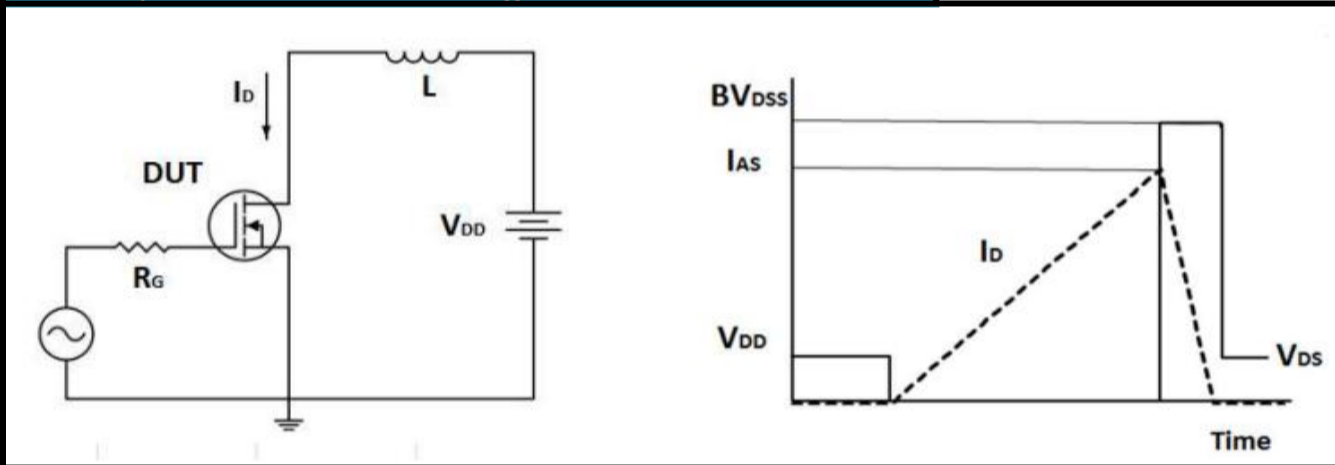 ID
L
DUT
VDD
RG
BVDSS
IAS
ID
VDD
VDS
Time